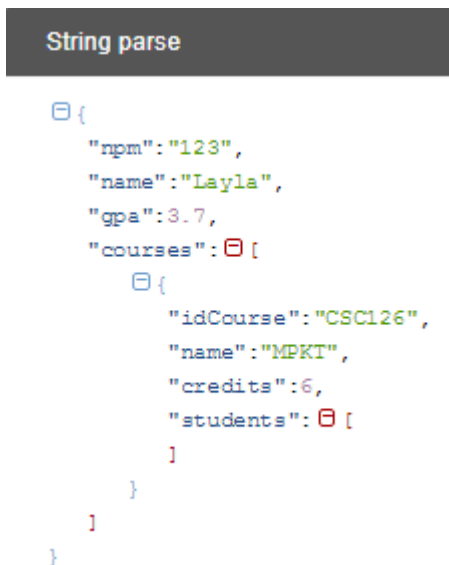 String parse
{
"npm":"123",
"name":"Layla",
"gpa":3.7,
"courses":[
{
"idCourse":"CSC126",
"name":"MPKT",
"credits":6,
"students":[
]
}
]
}